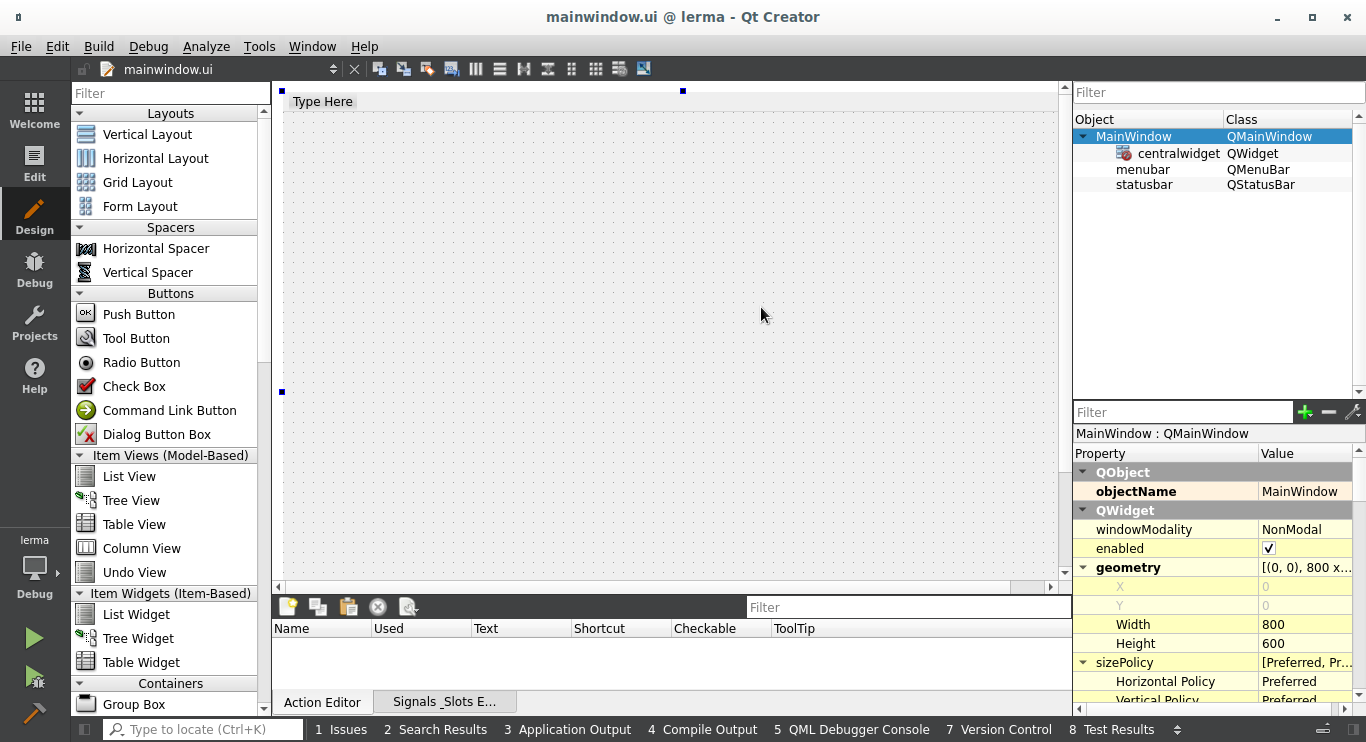 mainwindow.ui @ lerma - Qt Creator
File Edit Build Debug Analyze Tools Window Help
mainwindow.ui
Welcome
Edit
Design
Debug
Projects
Help
lerma
Debug
Filter
Layouts
Vertical Layout
Horizontal Layout
Grid Layout
Form Layout
Spacers
Horizontal Spacer
Vertical Spacer
Buttons
OK
Push Button
Tool Button
Radio Button
Check Box
Command Link Button
Dialog Button Box
Item Views (Model-Based)
List View
Tree View
Table View
Column View
Undo View
Item Widgets (Item-Based)
List Widget
Tree Widget
Table Widget
Containers
Group Box
Type Here
Filter
Name Used Text Shortcut Checkable ToolTip
Action Editor Signals _Slots E...
Filter
Object Class
MainWindow QMainWindow
centralwidget QWidget
menubar QMenuBar
statusbar QStatusBar
Filter
MainWindow : QMainWindow
Property Value
QObject
objectName MainWindow
QWidget
windowModality NonModal
enabled
geometry [(0, 0), 800 x...
X 0
Y 0
Width 800
Height 600
sizePolicy [Preferred, Pr...
Horizontal Policy Preferred
Vertical Policy Preferred
Type to locate (Ctrl+K)
1 Issues 2 Search Results 3 Application Output 4 Compile Output 5 QML Debugger Console 7 Version Control 8 Test Results